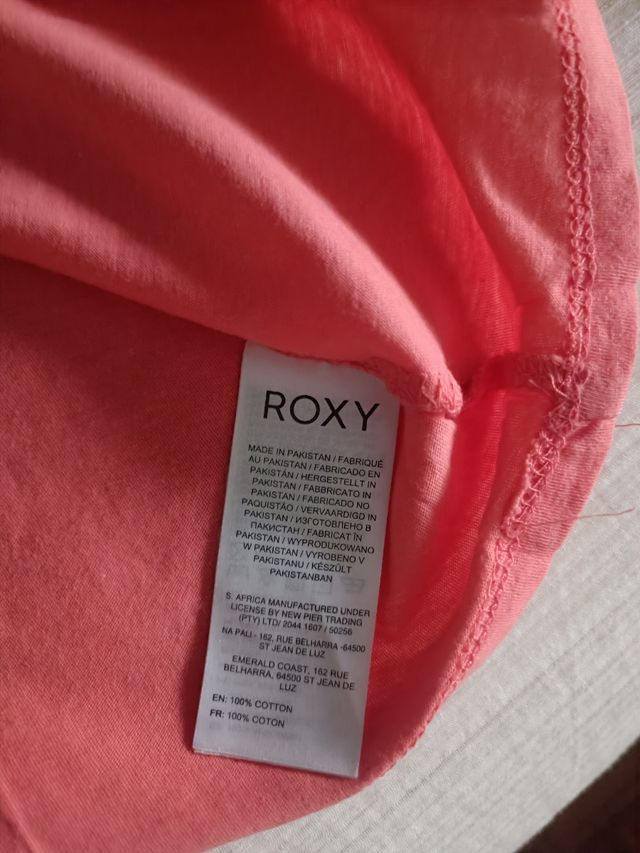 ROXY
MADE IN PAKISTAN / FABRIQUÉ
AU PAKISTAN / FABRICADO EN
PAKISTÁN / HERGESTELLT IN
PAKISTAN / FABBRICATO IN
PAKISTAN / FABRICADO NO
PAQUISTÃO / VERVAARDIGD IN
PAKISTAN / ИЗГОТОВЛЕНО В
ПАКИСТАН / FABRICAT ÎN
PAKISTAN / WYPRODUKOWANO
W PAKISTAN / VYROBENO V
PAKISTANU / KÉSZÜLT
PAKISTANBAN
S. AFRICA MANUFACTURED UNDER
LICENSE BY NEW PIER TRADING
(PTY) LTD/ 2044 1607 / 50256
NA PALI - 162, RUE BELHARRA -64500
ST JEAN DE LUZ
EMERALD COAST, 162 RUE
BELHARRA, 64500 ST JEAN DE
LUZ
EN: 100% COTTON
FR: 100% COTON